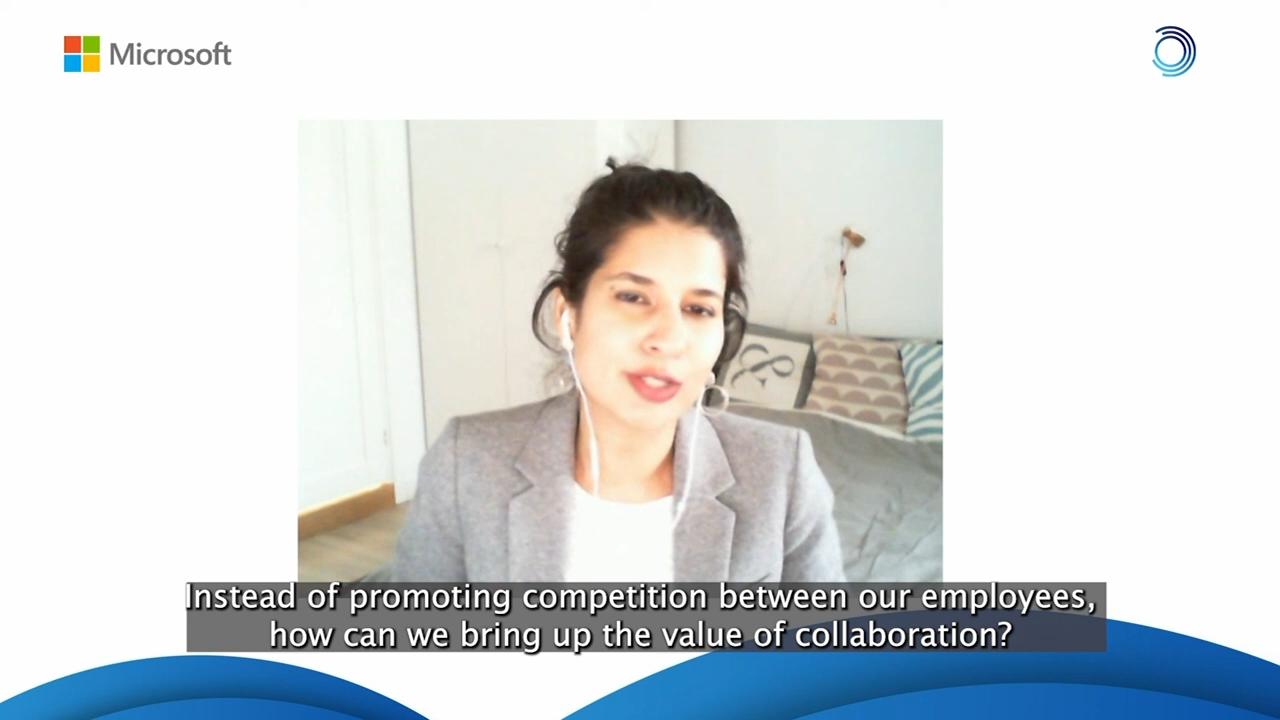 Microsoft
&
Instead of promoting competition between our employees,
how can we bring up the value of collaboration?